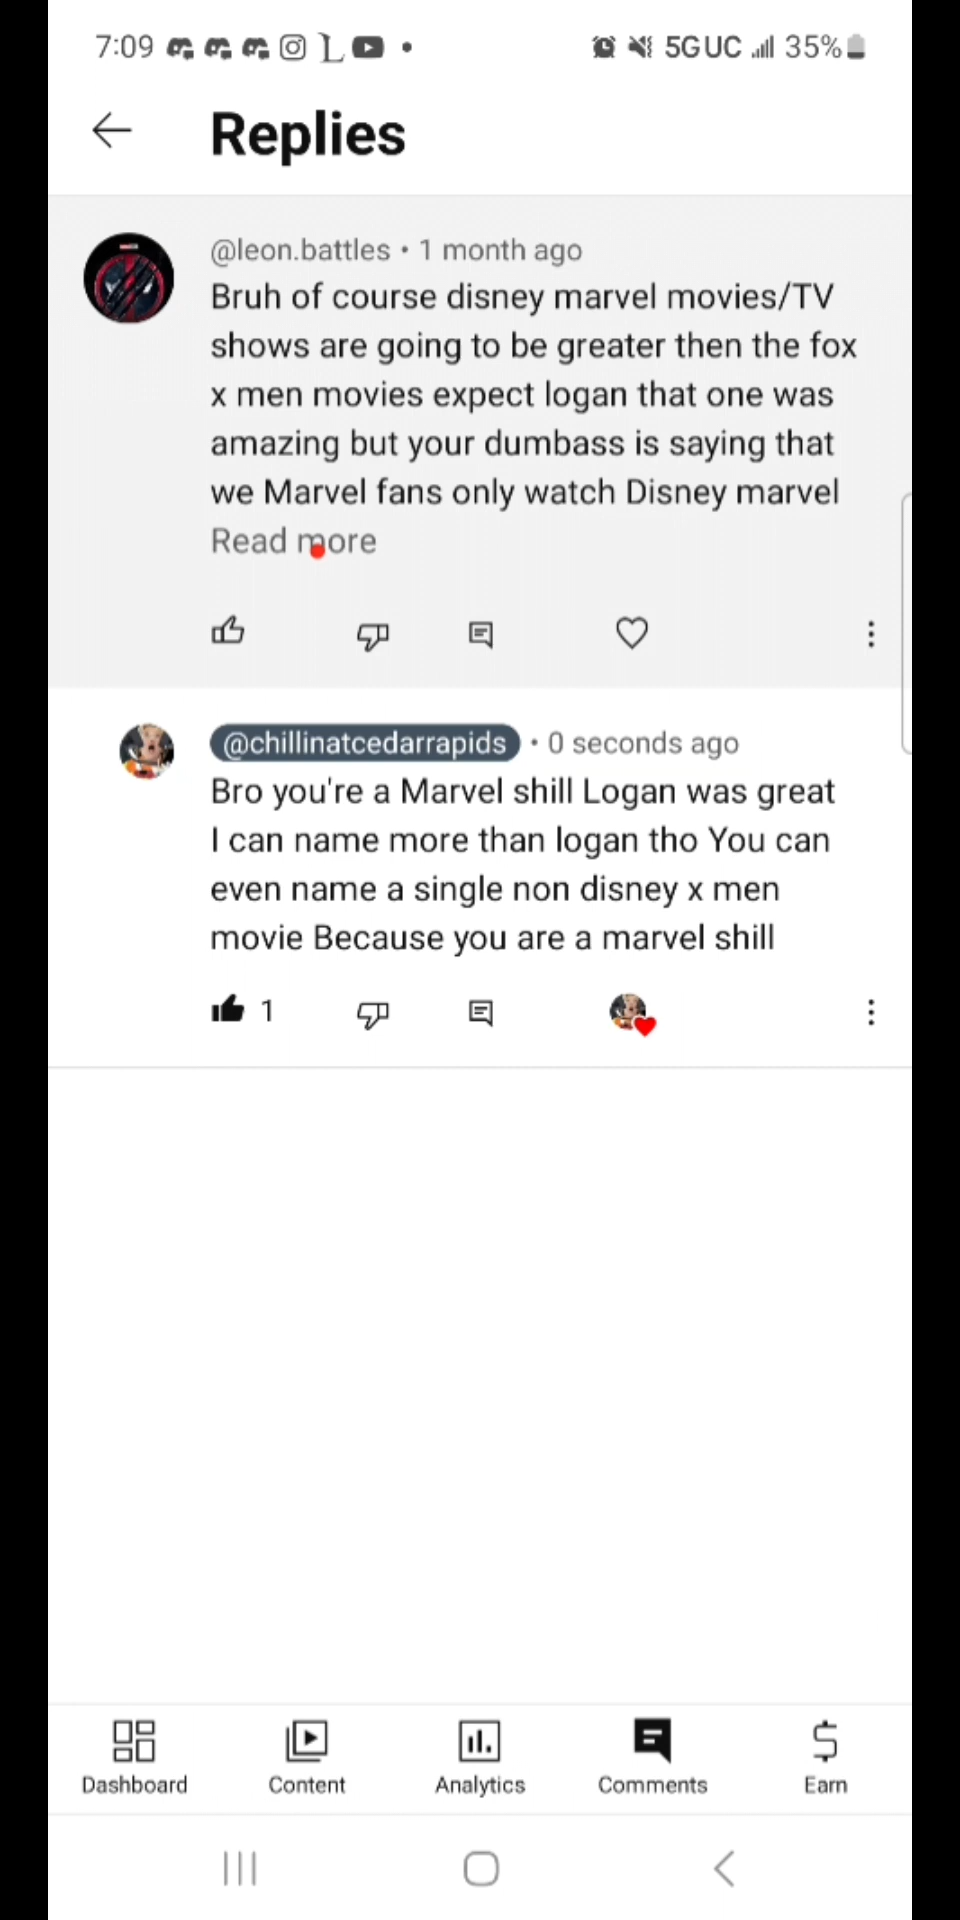 7:09
5G UC 35%
Replies
@leon.battles • 1 month ago
Bruh of course disney marvel movies/TV
shows are going to be greater then the fox
x men movies expect logan that one was
amazing but your dumbass is saying that
we Marvel fans only watch Disney marvel
Read more
@chillinatcedarrapids • 0 seconds ago
Bro you're a Marvel shill Logan was great
I can name more than logan tho You can
even name a single non disney x men
movie Because you are a marvel shill
1
Dashboard Content Analytics Comments Earn